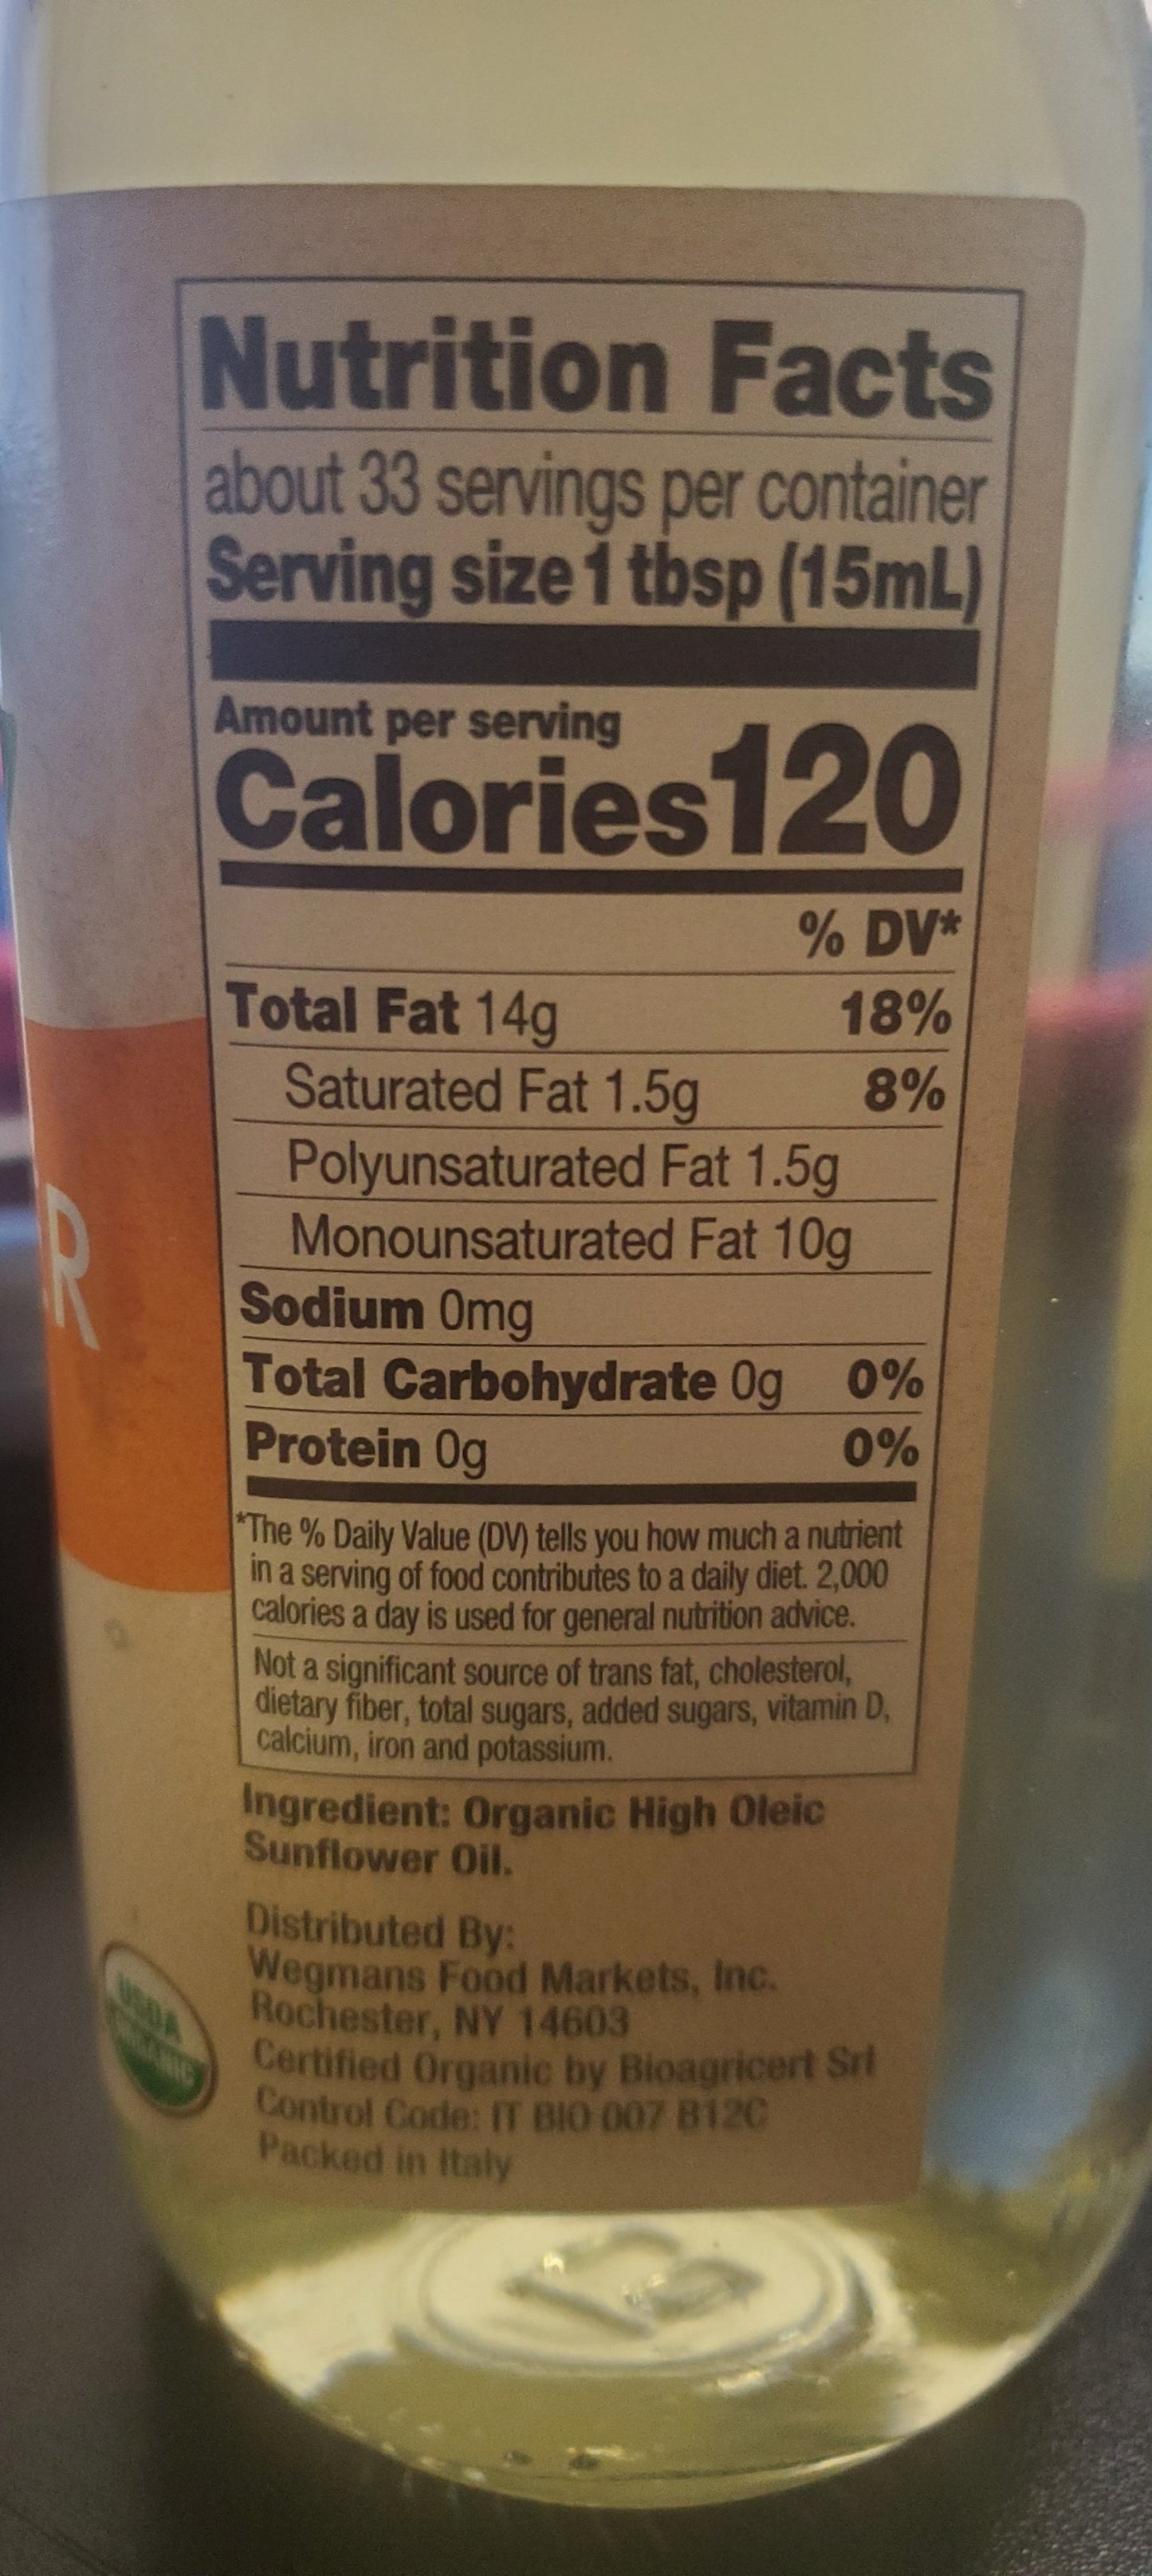 Nutrition Facts
about 33 servings per container
Serving size 1 tbsp (15mL)
Amount per serving
Calories 120
% DV*
Total Fat 14g 18%
Saturated Fat 1.5g 8%
Polyunsaturated Fat 1.5g
Monounsaturated Fat 10g
Sodium 0mg
Total Carbohydrate 0g 0%
Protein 0g 0%
*The % Daily Value (DV) tells you how much a nutrient
in a serving of food contributes to a daily diet. 2,000
calories a day is used for general nutrition advice.
Not a significant source of trans fat, cholesterol,
dietary fiber, total sugars, added sugars, vitamin D,
calcium, iron and potassium.
Ingredient: Organic High Oleic
Sunflower Oil.
Distributed By:
Wegmans Food Markets, Inc.
Rochester, NY 14603
Certified Organic by Bioagricert Srl
Control Code: IT BIO 007 B12C
Packed in Italy
R
USDA
ORGANIC